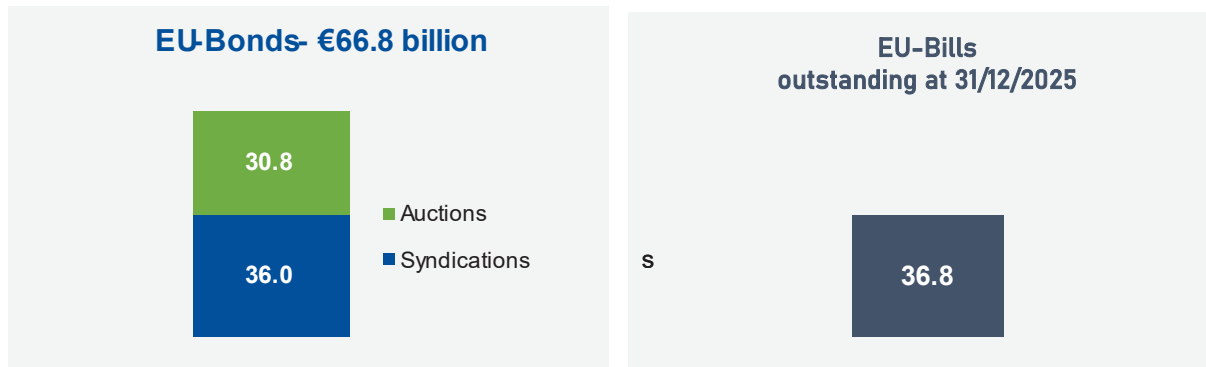 EU-Bonds- €66.8 billion
30.8
36.0
Auctions
Syndications
EU-Bills
outstanding at 31/12/2025
s
36.8